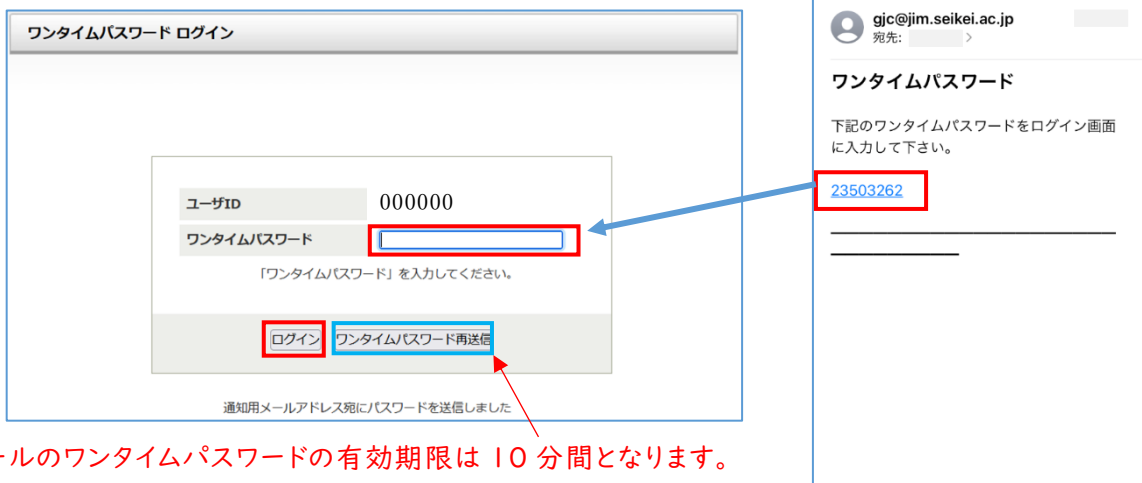 ワンタイムパスワード ログイン
ユーザID 000000
ワンタイムパスワード
「ワンタイムパスワード」を入力してください。
ログイン ワンタイムパスワード再送信
通知用メールアドレス宛にパスワードを送信しました
ールのワンタイムパスワードの有効期限は 10 分間となります。
gjc@jim.seikei.ac.jp
宛先:
ワンタイムパスワード
下記のワンタイムパスワードをログイン画面
に入力して下さい。
23503262